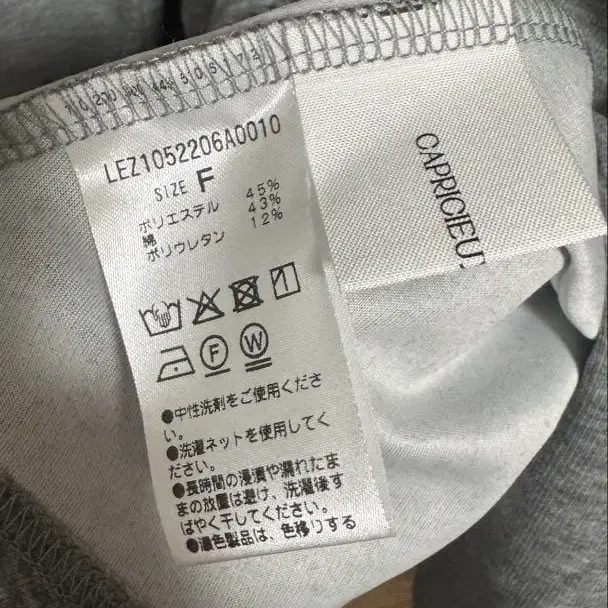 LEZ1052206A0010
SIZE F
ポリエステル 45%
綿 43%
ポリウレタン 12%
F W
●中性洗剤をご使用くださ
い。
●洗濯ネットを使用してく
ださい。
●長時間の浸漬や濡れたま
まの放置は避け、洗濯後す
ばやく干してください。
●濃色製品は、色移りする
CAPRICIEU